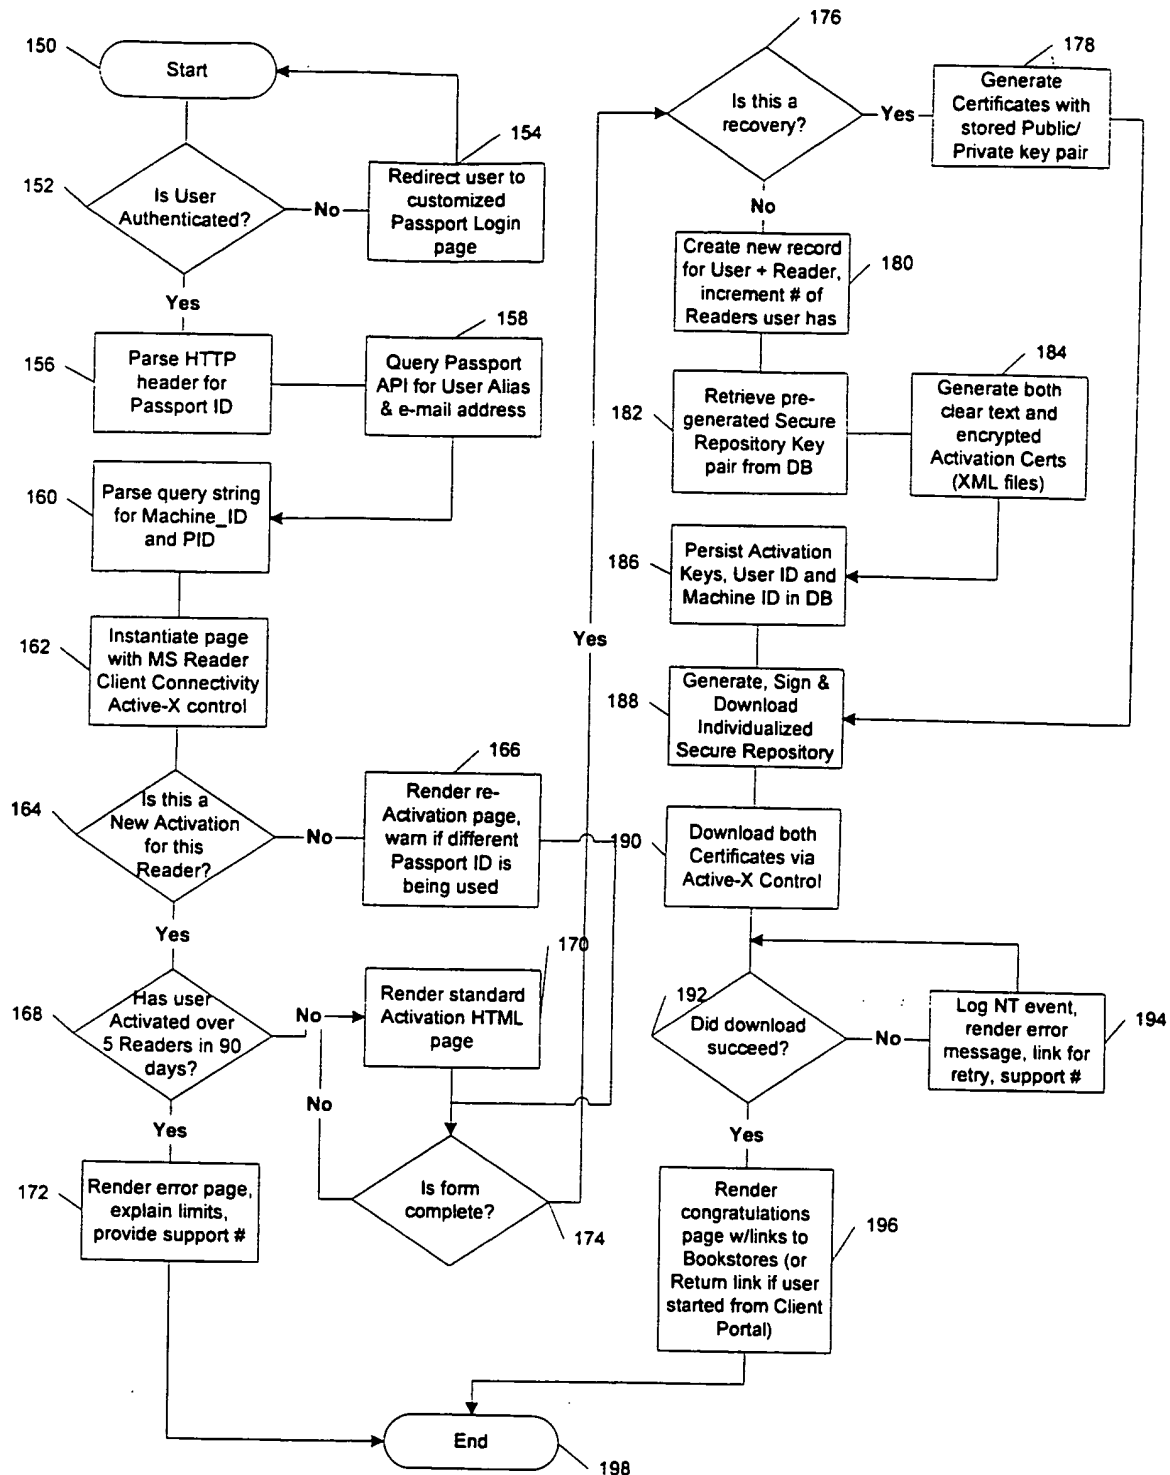 150
Start
154
152
Is User
Authenticated?
No
Redirect user to
customized
Passport Login
page
Yes
158
156
Parse HTTP
header for
Passport ID
Query Passport
API for User Alias
& e-mail address
160
Parse query string
for Machine_ID
and PID
162
Instantiate page
with MS Reader
Client Connectivity
Active-X control
166
164
Is this a
New Activation
for this
Reader?
No
Render re-
Activation page,
warn if different
Passport ID is
being used
Yes
170
168
Has user
Activated over
5 Readers in 90
days?
No
Render standard
Activation HTML
page
No
Yes
172
Render error page,
explain limits,
provide support #
Is form
complete?
174
Yes
176
Is this a
recovery?
Yes
178
Generate
Certificates with
stored Public/
Private key pair
No
Create new record
for User + Reader,
increment # of
Readers user has
180
184
182
Retrieve pre-
generated Secure
Repository Key
pair from DB
Generate both
clear text and
encrypted
Activation Certs
(XML files)
186
Persist Activation
Keys, User ID and
Machine ID in DB
188
Generate, Sign &
Download
Individualized
Secure Repository
190
Download both
Certificates via
Active-X Control
192
Did download
succeed?
No
Log NT event,
render error
message, link for
retry, support #
194
Yes
Render
congratulations
page w/links to
Bookstores (or
Return link if user
started from Client
Portal)
196
End
198